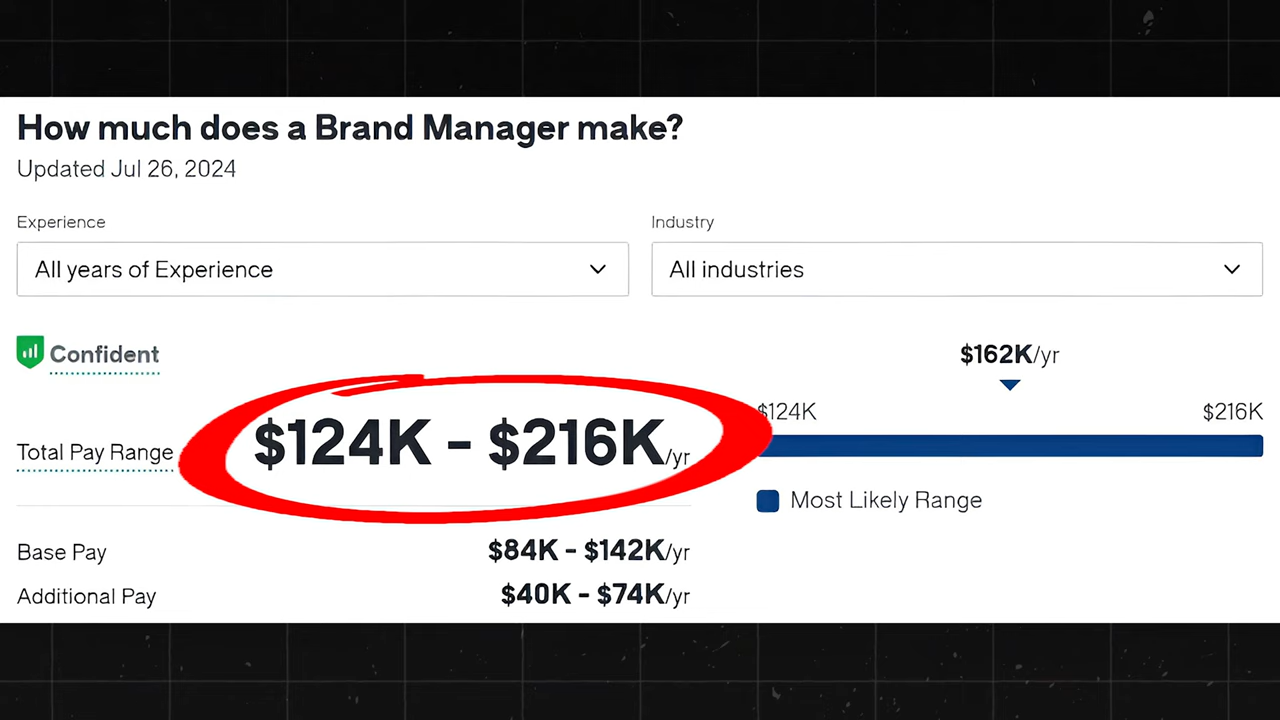 How much does a Brand Manager make?
Updated Jul 26, 2024
Experience
Industry
All years of Experience
All industries
Confident
Total Pay Range
$124K - $216K/yr
Base Pay
$84K - $142K/yr
Additional Pay
$40K - $74K/yr
$162K/yr
$124K
$216K
Most Likely Range